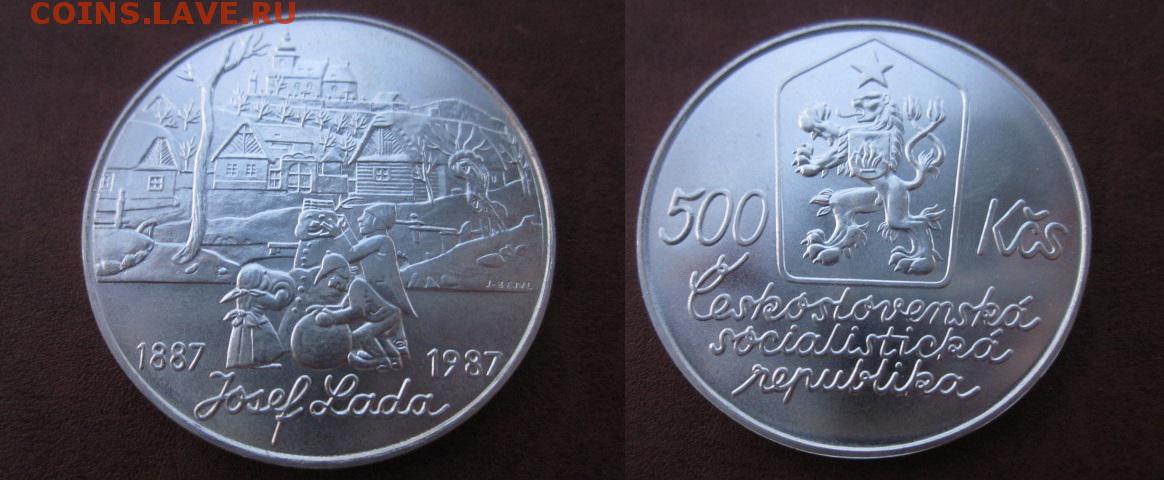 COINS.LAVE.RU
1887
1987
Josef Lada
500
Kčs
Československá
socialistická
republika